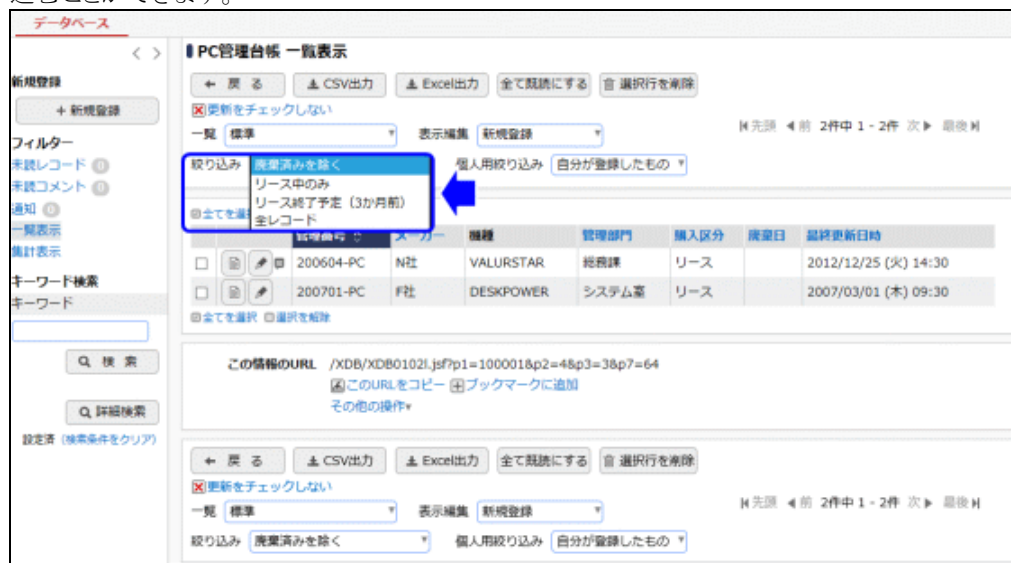 データベース
< >
PC管理台帳 一覧表示
新規登録
← 戻 る CSV出力 Excel出力 全て既読にする 選択行を削除
+ 新規登録
更新をチェックしない
フィルター
一覧 標準 表示編集 新規登録 先頭 前 2件中 1 - 2件 次 最後
未読レコード 0
絞り込み 廃棄済みを除く 個人用絞り込み 自分が登録したもの
未読コメント 0
リース中のみ
リース終了予定（3か月前）
通知 0
全てを選
全レコード
一覧表示
管理番号 メーカー 機種 管理部門 購入区分 廃棄日 最終更新日時
集計表示
200604-PC N社 VALURSTAR 総務課 リース 2012/12/25 (火) 14:30
キーワード検索
200701-PC F社 DESKPOWER システム室 リース 2007/03/01 (木) 09:30
キーワード
全てを選択 選択を解除
検 索
この情報のURL /XDB/XDB0102l.jsf?p1=100001&p2=4&p3=3&p7=64
このURLをコピー ブックマークに追加
その他の操作
詳細検索
設定済 (検索条件をクリア)
← 戻 る CSV出力 Excel出力 全て既読にする 選択行を削除
更新をチェックしない
一覧 標準 表示編集 新規登録 先頭 前 2件中 1 - 2件 次 最後
絞り込み 廃棄済みを除く 個人用絞り込み 自分が登録したもの